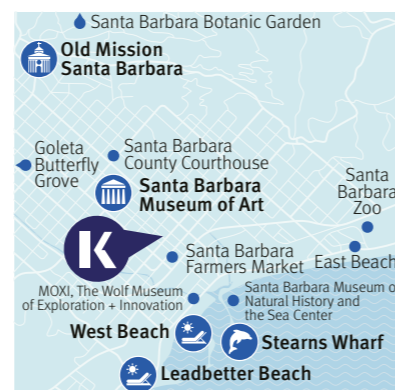 Santa Barbara Botanic Garden
Old Mission
Santa Barbara
Goleta
Butterfly
Grove
Santa Barbara
County Courthouse
Santa Barbara
Museum of Art
Santa
Barbara
Zoo
K
Santa Barbara
Farmers Market
East Beach
MOXI, The Wolf Museum
of Exploration + Innovation
Santa Barbara Museum o
Natural History and
the Sea Center
West Beach
Stearns Wharf
Leadbetter Beach